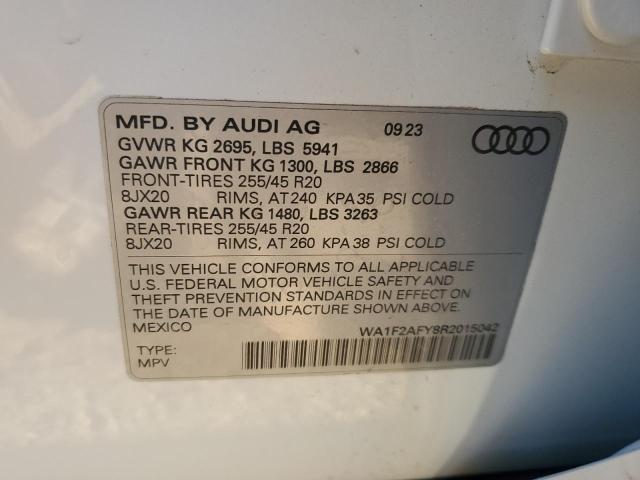 MFD. BY AUDI AG 09 23
GVWR KG 2695, LBS 5941
GAWR FRONT KG 1300, LBS 2866
FRONT-TIRES 255/45 R20
8JX20 RIMS, AT 240 KPA 35 PSI COLD
GAWR REAR KG 1480, LBS 3263
REAR-TIRES 255/45 R20
8JX20 RIMS, AT 260 KPA 38 PSI COLD
THIS VEHICLE CONFORMS TO ALL APPLICABLE
U.S. FEDERAL MOTOR VEHICLE SAFETY AND
THEFT PREVENTION STANDARDS IN EFFECT ON
THE DATE OF MANUFACTURE SHOWN ABOVE.
MEXICO WA1F2AFY8R2015042
TYPE:
MPV